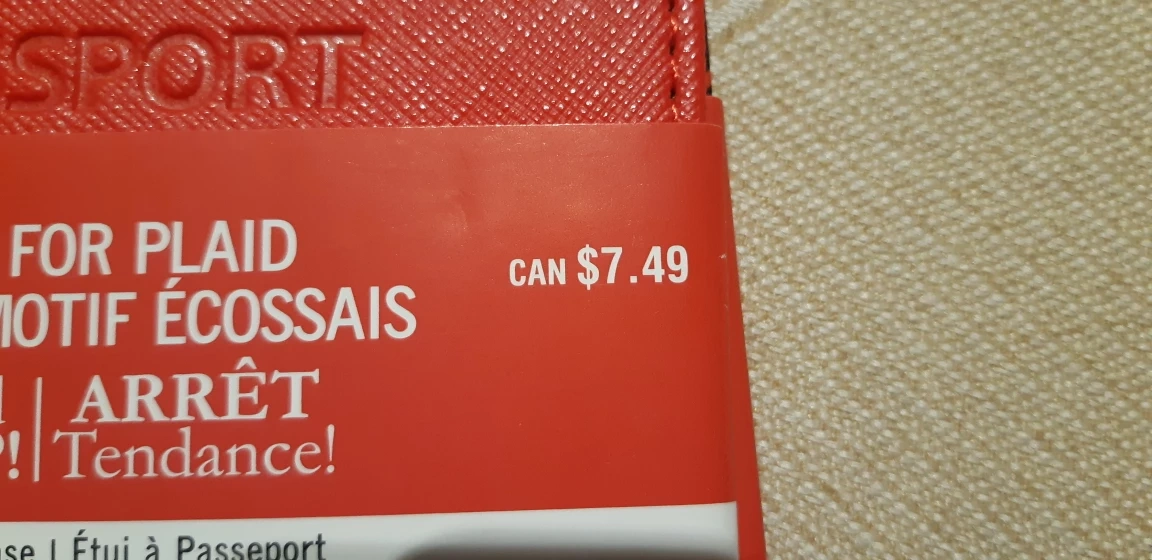 SPORT
FOR PLAID
CAN $7.49
MOTIF ÉCOSSAIS
ARRÊT
! Tendance!
| Étui à Passeport